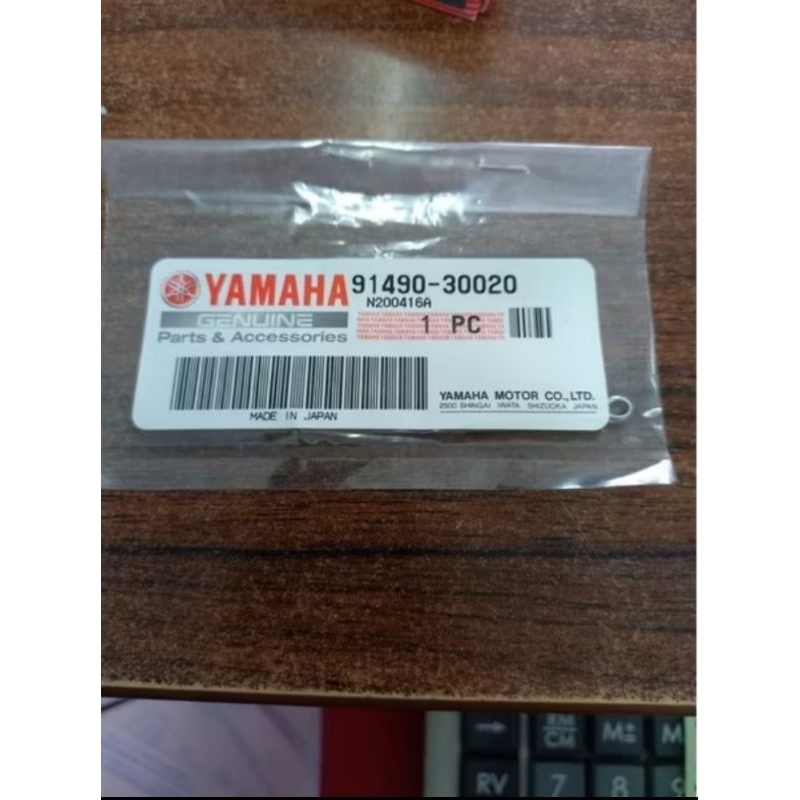 YAMAHA 91490-30020
N200416A
GENUINE
1 PC
Parts & Accessories
MADE IN JAPAN
YAMAHA MOTOR CO.,LTD.
2500 SHINGAI IWATA SHIZUOKA JAPAN
→
RM
CM
M±
RV
7
8